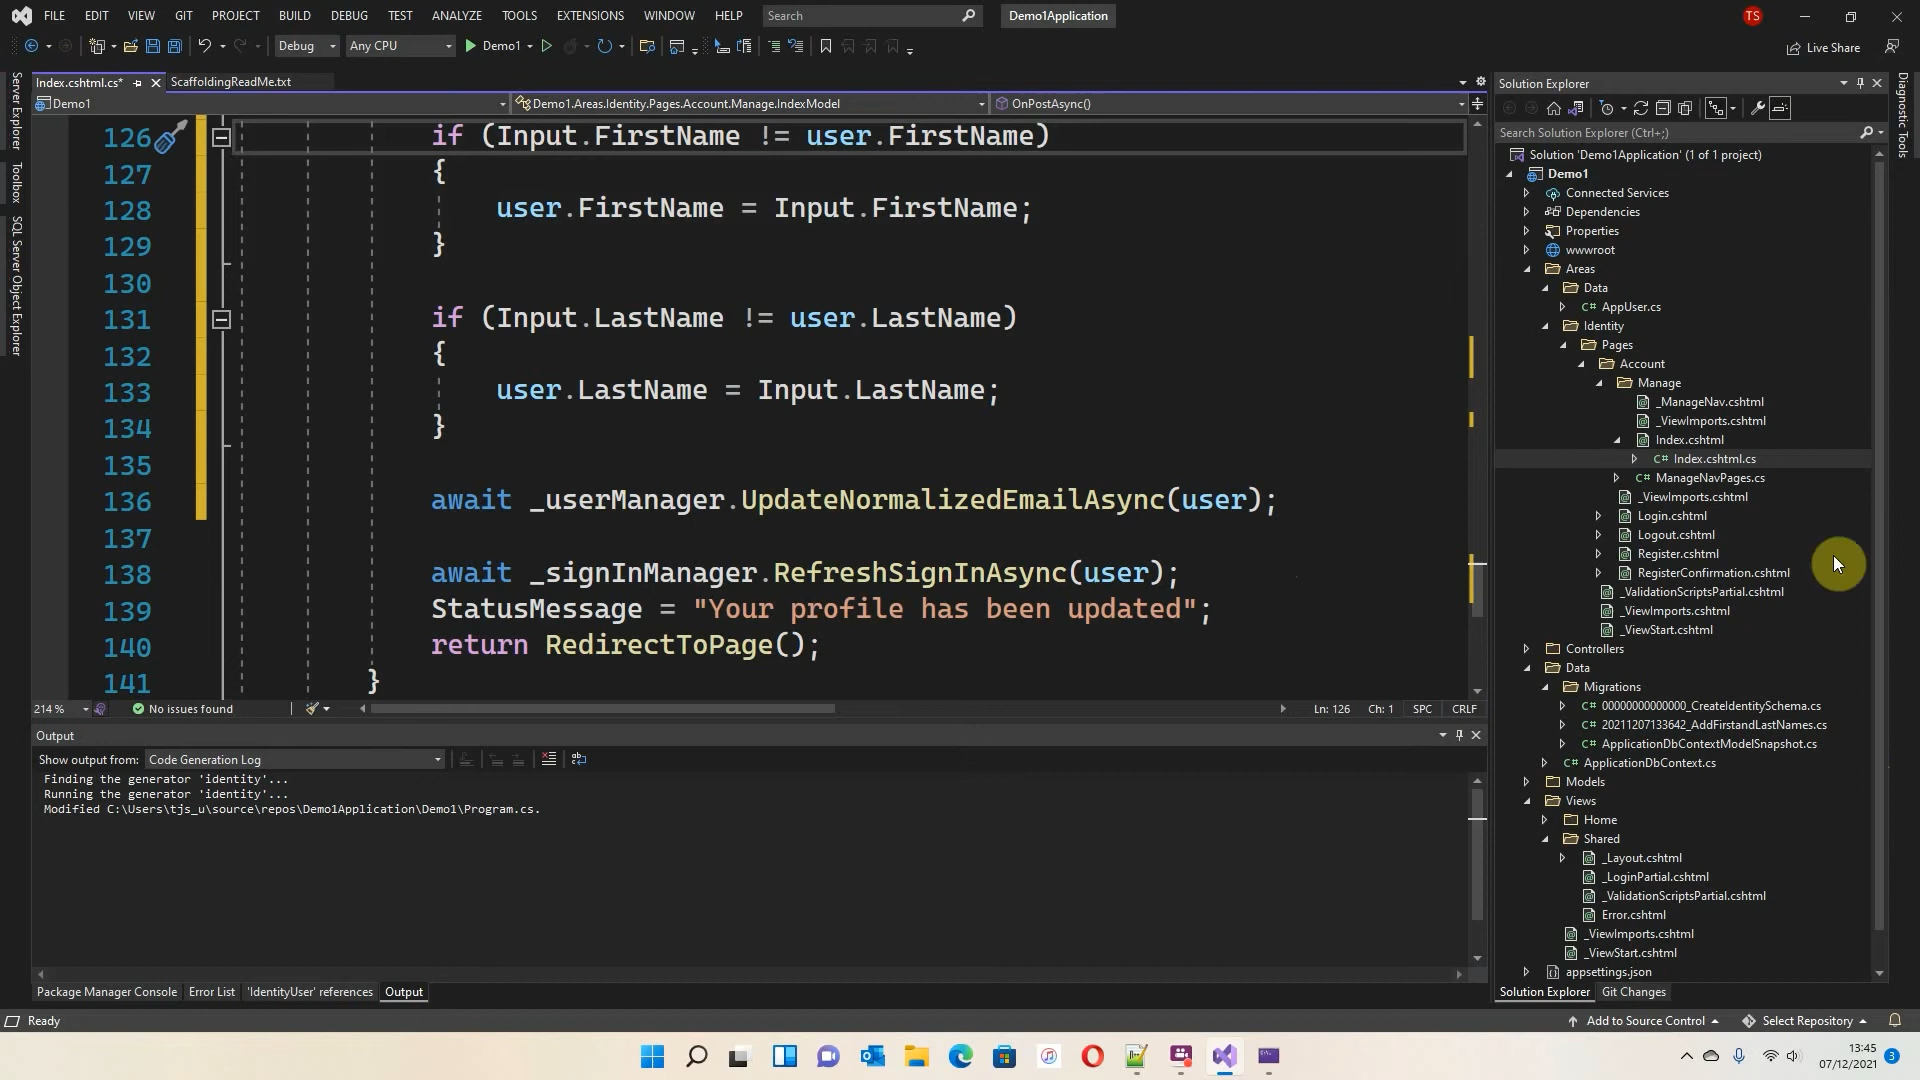 FILE EDIT VIEW GIT PROJECT BUILD DEBUG TEST ANALYZE TOOLS EXTENSIONS WINDOW HELP Search Demo1Application TS
Debug Any CPU Demo1 Live Share
Server Explorer
Toolbox
SQL Server Object Explorer
Index.cshtml.cs* ScaffoldingReadMe.txt
Demo1 Demo1.Areas.Identity.Pages.Account.Manage.IndexModel OnPostAsync()
126 if (Input.FirstName != user.FirstName)
127 {
128 user.FirstName = Input.FirstName;
129 }
130
131 if (Input.LastName != user.LastName)
132 {
133 user.LastName = Input.LastName;
134 }
135
136 await _userManager.UpdateNormalizedEmailAsync(user);
137
138 await _signInManager.RefreshSignInAsync(user);
139 StatusMessage = "Your profile has been updated";
140 return RedirectToPage();
141 }
214 % No issues found Ln: 126 Ch: 1 SPC CRLF
Output
Show output from: Code Generation Log
Finding the generator 'identity'...
Running the generator 'identity'...
Modified C:\Users\tjs_u\source\repos\Demo1Application\Demo1\Program.cs.
Package Manager Console Error List 'IdentityUser' references Output
Solution Explorer
Search Solution Explorer (Ctrl+;)
Solution 'Demo1Application' (1 of 1 project)
Demo1
Connected Services
Dependencies
Properties
wwwroot
Areas
Data
C# AppUser.cs
Identity
Pages
Account
Manage
_ManageNav.cshtml
_ViewImports.cshtml
Index.cshtml
C# Index.cshtml.cs
C# ManageNavPages.cs
_ViewImports.cshtml
Login.cshtml
Logout.cshtml
Register.cshtml
RegisterConfirmation.cshtml
_ValidationScriptsPartial.cshtml
_ViewImports.cshtml
_ViewStart.cshtml
Controllers
Data
Migrations
C# 00000000000000_CreateIdentitySchema.cs
C# 20211207133642_AddFirstandLastNames.cs
C# ApplicationDbContextModelSnapshot.cs
C# ApplicationDbContext.cs
Models
Views
Home
Shared
_Layout.cshtml
_LoginPartial.cshtml
_ValidationScriptsPartial.cshtml
Error.cshtml
_ViewImports.cshtml
_ViewStart.cshtml
appsettings.json
Solution Explorer Git Changes
Diagnostic Tools
Ready Add to Source Control Select Repository
13:45
07/12/2021 3